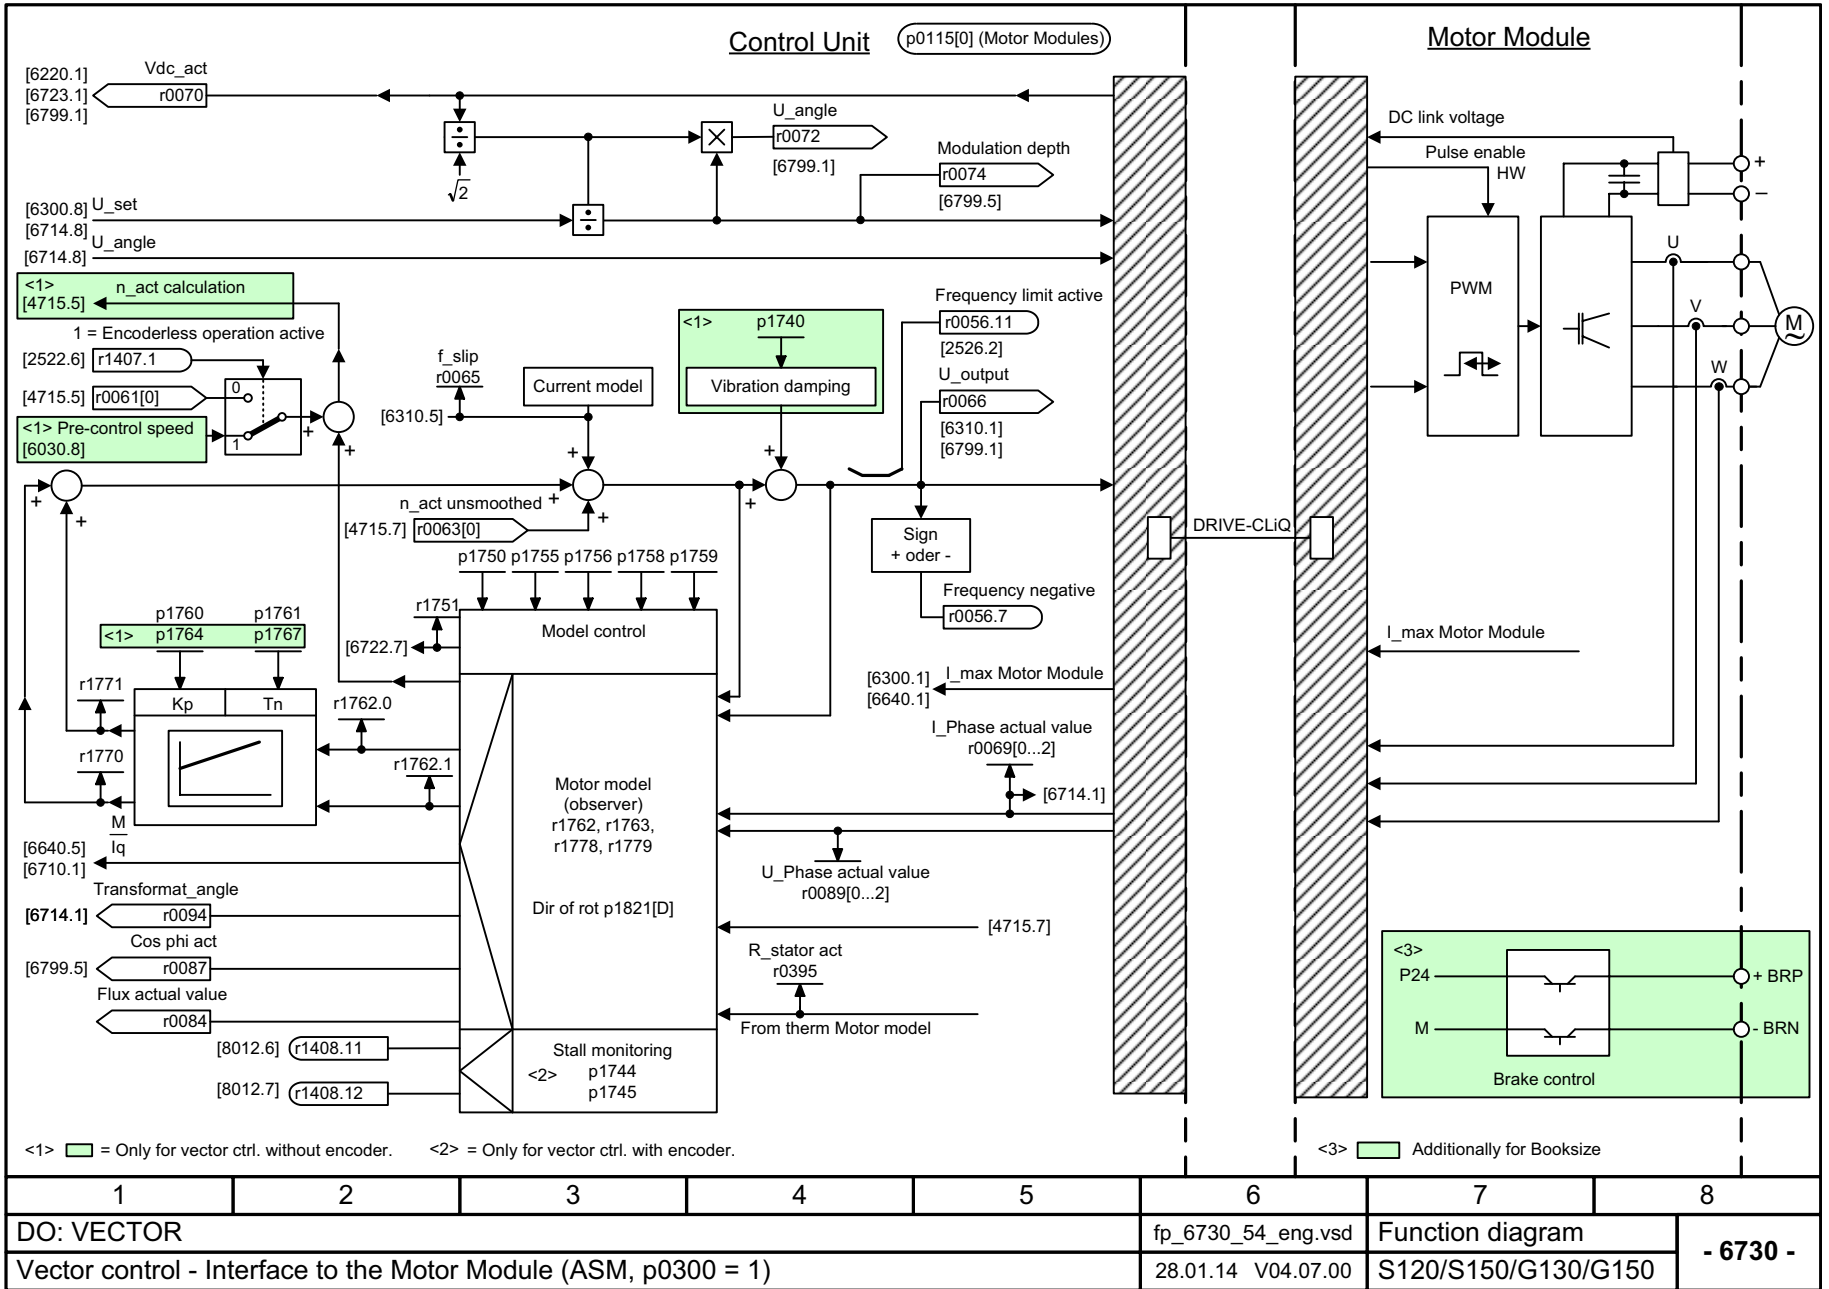 Control Unit
p0115[0] (Motor Modules)
Motor Module
[6220.1]
[6723.1]
[6799.1]
Vdc_act
r0070
÷
√2
×
U_angle
r0072
[6799.1]
Modulation depth
r0074
[6799.5]
[6300.8]
[6714.8]
U_set
÷
U_angle
[6714.8]
DC link voltage
Pulse enable
HW
+
–
PWM
U
V
W
M
~
<1>
n_act calculation
[4715.5]
1 = Encoderless operation active
[2522.6]
r1407.1
[4715.5]
r0061[0]
0
1
<1> Pre-control speed
[6030.8]
+
+
f_slip
r0065
[6310.5]
Current model
<1>
p1740
Vibration damping
Frequency limit active
r0056.11
[2526.2]
U_output
r0066
[6310.1]
[6799.1]
+
+
+
+
+
+
+
n_act unsmoothed
[4715.7]
r0063[0]
Sign
+ oder -
Frequency negative
r0056.7
DRIVE-CLiQ
p1750
p1755
p1756
p1758
p1759
r1751
[6722.7]
Model control
p1760
p1761
<1>
p1764
p1767
Kp
Tn
r1771
r1770
r1762.0
r1762.1
Motor model
(observer)
r1762, r1763,
r1778, r1779
Dir of rot p1821[D]
[6300.1]
[6640.1]
I_max Motor Module
I_max Motor Module
I_Phase actual value
r0069[0...2]
[6714.1]
U_Phase actual value
r0089[0...2]
[4715.7]
R_stator act
r0395
From therm Motor model
M
Iq
[6640.5]
[6710.1]
Transformat_angle
[6714.1]
r0094
Cos phi act
[6799.5]
r0087
Flux actual value
r0084
[8012.6]
r1408.11
[8012.7]
r1408.12
Stall monitoring
<2>
p1744
p1745
<3>
P24
+ BRP
M
- BRN
Brake control
<1> = Only for vector ctrl. without encoder.
<2> = Only for vector ctrl. with encoder.
<3> Additionally for Booksize
1 2 3 4 5 6 7 8
DO: VECTOR
fp_6730_54_eng.vsd
Function diagram
- 6730 -
Vector control - Interface to the Motor Module (ASM, p0300 = 1)
28.01.14 V04.07.00
S120/S150/G130/G150